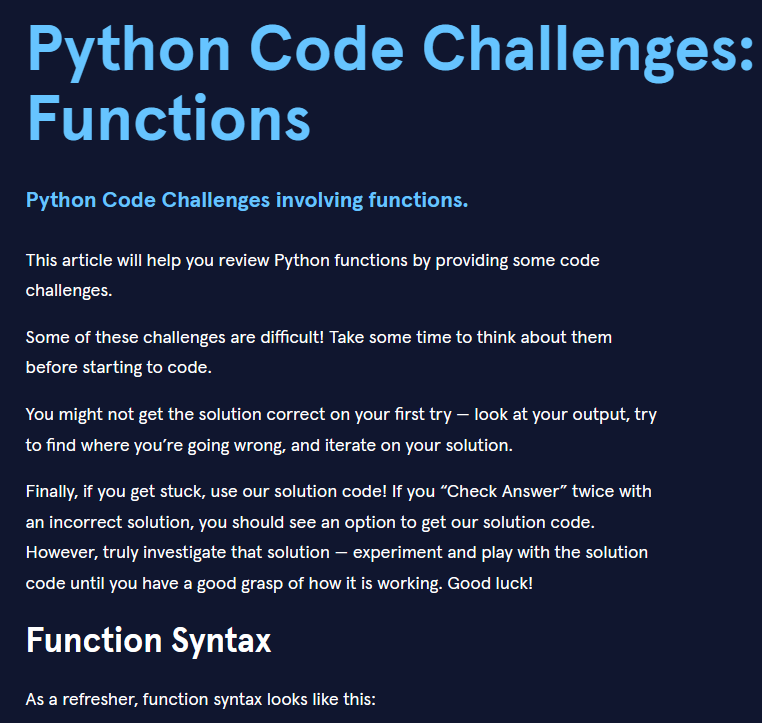 Python Code Challenges:
Functions
Python Code Challenges involving functions.
This article will help you review Python functions by providing some code
challenges.
Some of these challenges are difficult! Take some time to think about them
before starting to code.
You might not get the solution correct on your first try — look at your output, try
to find where you’re going wrong, and iterate on your solution.
Finally, if you get stuck, use our solution code! If you “Check Answer” twice with
an incorrect solution, you should see an option to get our solution code.
However, truly investigate that solution — experiment and play with the solution
code until you have a good grasp of how it is working. Good luck!
Function Syntax
As a refresher, function syntax looks like this: